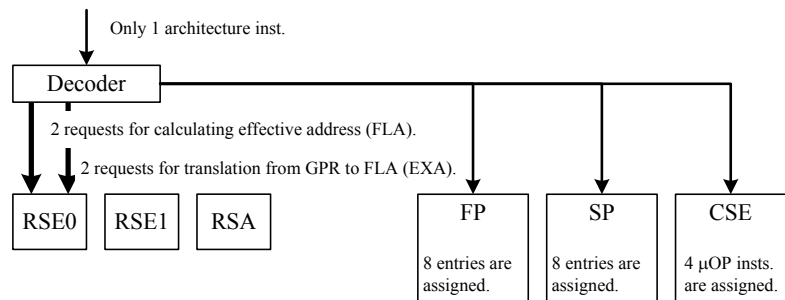 Only 1 architecture inst.
Decoder
2 requests for calculating effective address (FLA).
2 requests for translation from GPR to FLA (EXA).
RSE0
RSE1
RSA
FP
8 entries are
assigned.
SP
8 entries are
assigned.
CSE
4 μOP insts.
are assigned.